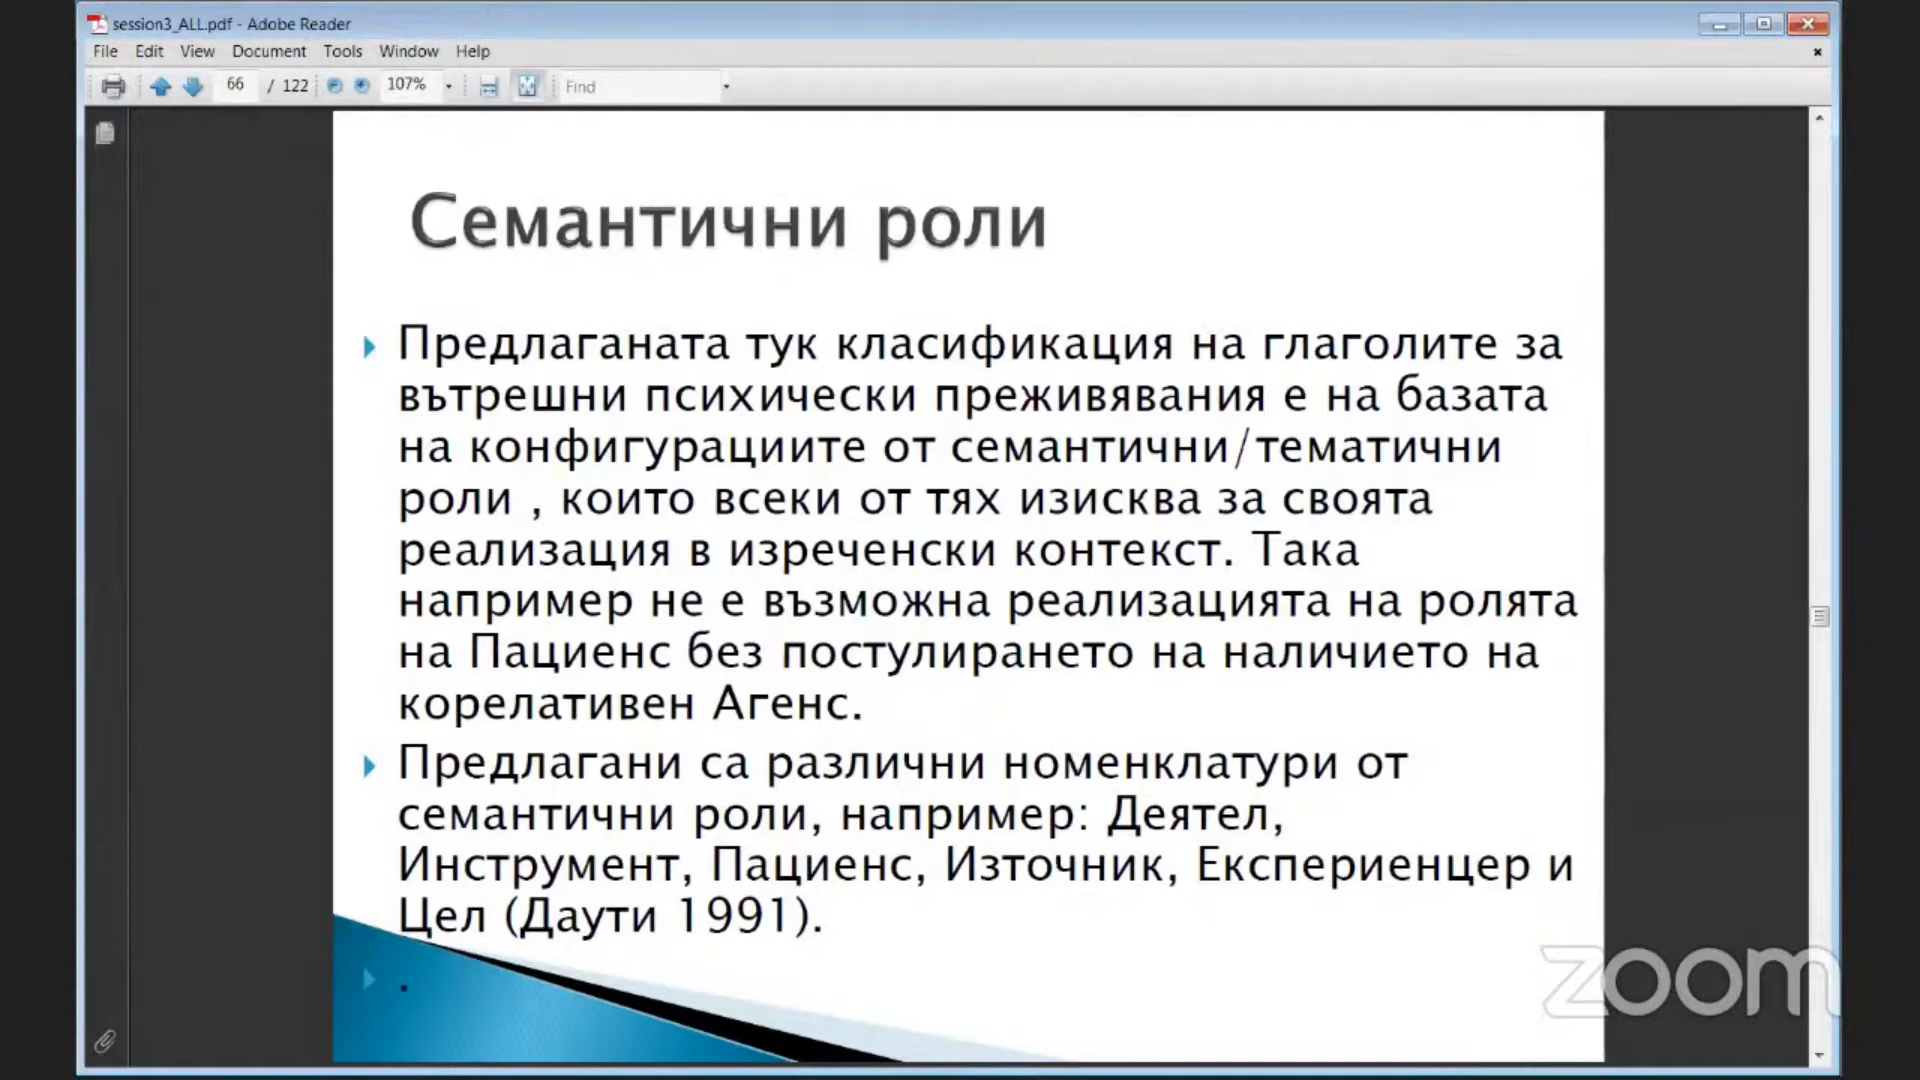 session3_ALL.pdf - Adobe Reader
File Edit View Document Tools Window Help
66 / 122 107% Find
Семантични роли
Предлаганата тук класификация на глаголите за
вътрешни психически преживявания е на базата
на конфигурациите от семантични/тематични
роли , които всеки от тях изисква за своята
реализация в изреченски контекст. Така
например не е възможна реализацията на ролята
на Пациенс без постулирането на наличието на
корелативен Агенс.
Предлагани са различни номенклатури от
семантични роли, например: Деятел,
Инструмент, Пациенс, Източник, Експериенцер и
Цел (Даути 1991).
.
zoom